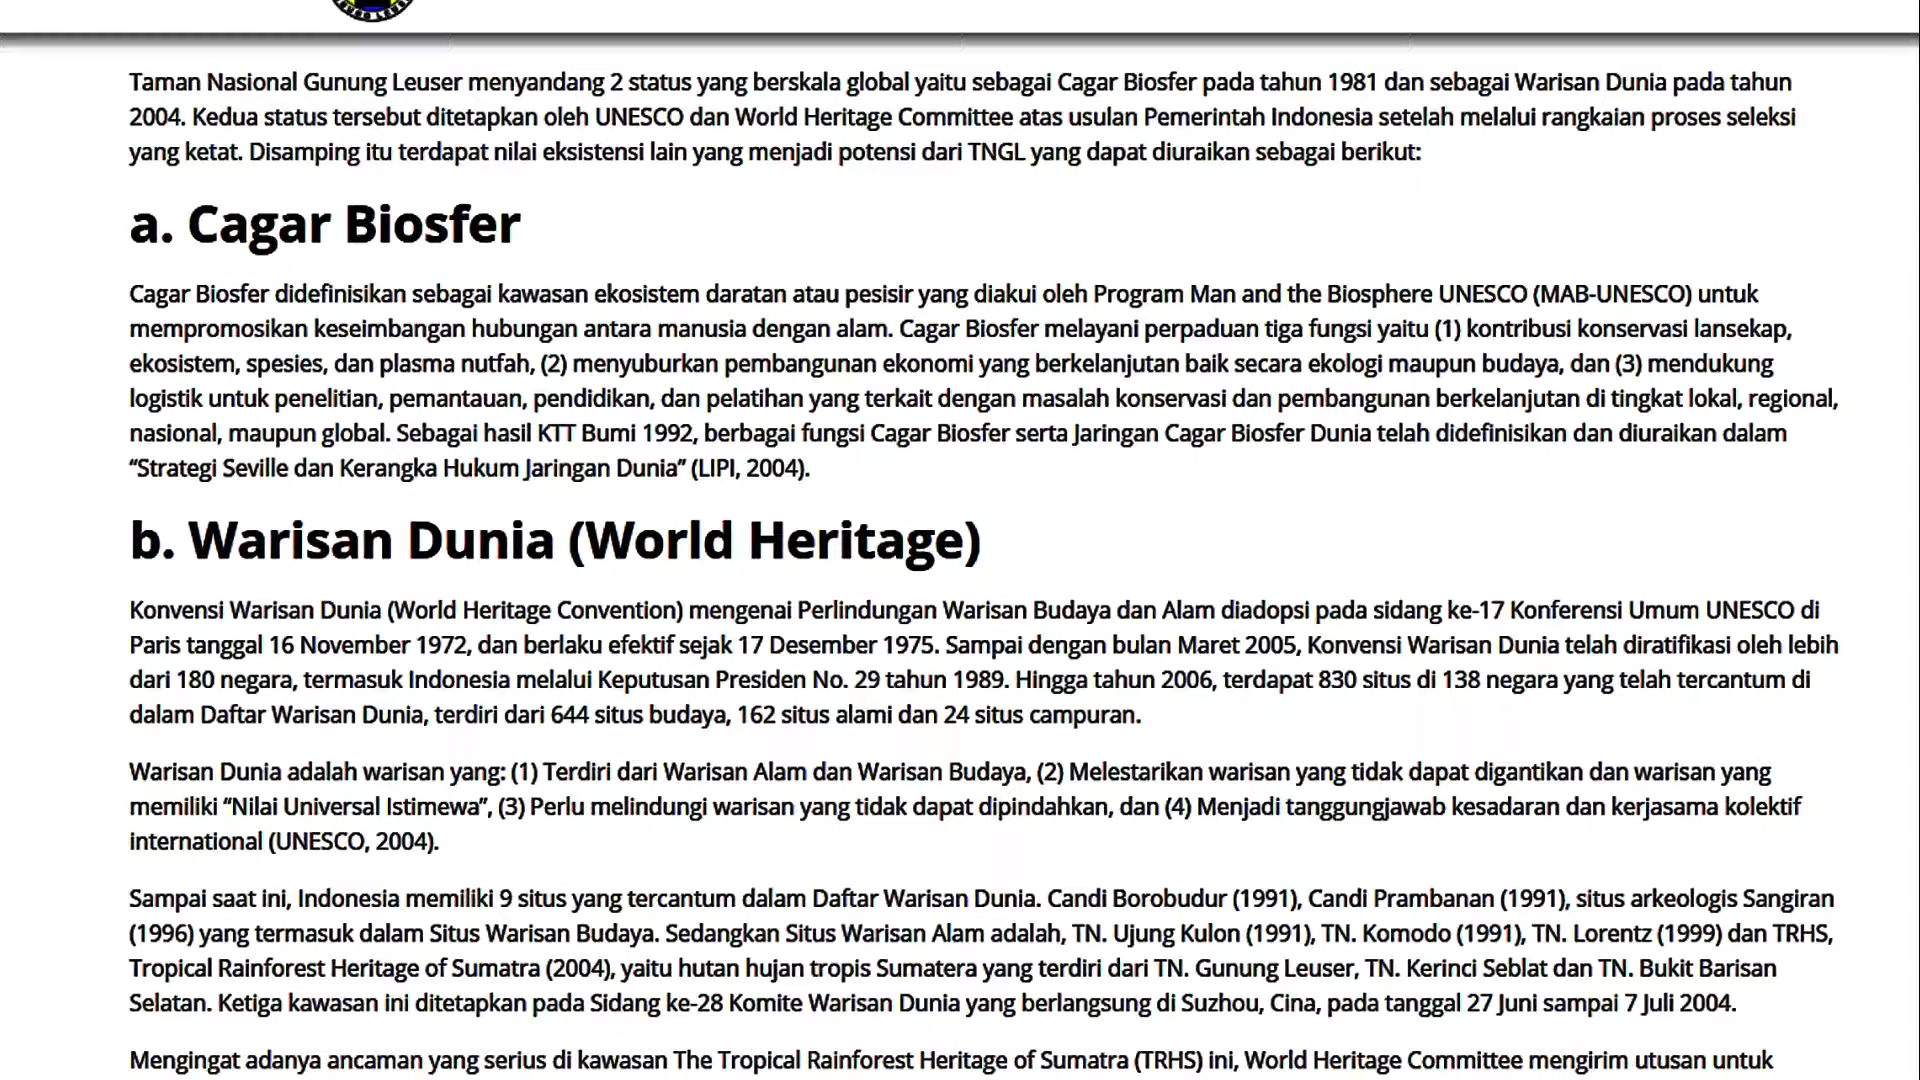 Taman Nasional Gunung Leuser menyandang 2 status yang berskala global yaitu sebagai Cagar Biosfer pada tahun 1981 dan sebagai Warisan Dunia pada tahun
2004. Kedua status tersebut ditetapkan oleh UNESCO dan World Heritage Committee atas usulan Pemerintah Indonesia setelah melalui rangkaian proses seleksi
yang ketat. Disamping itu terdapat nilai eksistensi lain yang menjadi potensi dari TNGL yang dapat diuraikan sebagai berikut:
a. Cagar Biosfer
Cagar Biosfer didefinisikan sebagai kawasan ekosistem daratan atau pesisir yang diakui oleh Program Man and the Biosphere UNESCO (MAB-UNESCO) untuk
mempromosikan keseimbangan hubungan antara manusia dengan alam. Cagar Biosfer melayani perpaduan tiga fungsi yaitu (1) kontribusi konservasi lansekap,
ekosistem, spesies, dan plasma nutfah, (2) menyuburkan pembangunan ekonomi yang berkelanjutan baik secara ekologi maupun budaya, dan (3) mendukung
logistik untuk penelitian, pemantauan, pendidikan, dan pelatihan yang terkait dengan masalah konservasi dan pembangunan berkelanjutan di tingkat lokal, regional,
nasional, maupun global. Sebagai hasil KTT Bumi 1992, berbagai fungsi Cagar Biosfer serta Jaringan Cagar Biosfer Dunia telah didefinisikan dan diuraikan dalam
“Strategi Seville dan Kerangka Hukum Jaringan Dunia” (LIPI, 2004).
b. Warisan Dunia (World Heritage)
Konvensi Warisan Dunia (World Heritage Convention) mengenai Perlindungan Warisan Budaya dan Alam diadopsi pada sidang ke-17 Konferensi Umum UNESCO di
Paris tanggal 16 November 1972, dan berlaku efektif sejak 17 Desember 1975. Sampai dengan bulan Maret 2005, Konvensi Warisan Dunia telah diratifikasi oleh lebih
dari 180 negara, termasuk Indonesia melalui Keputusan Presiden No. 29 tahun 1989. Hingga tahun 2006, terdapat 830 situs di 138 negara yang telah tercantum di
dalam Daftar Warisan Dunia, terdiri dari 644 situs budaya, 162 situs alami dan 24 situs campuran.
Warisan Dunia adalah warisan yang: (1) Terdiri dari Warisan Alam dan Warisan Budaya, (2) Melestarikan warisan yang tidak dapat digantikan dan warisan yang
memiliki “Nilai Universal Istimewa”, (3) Perlu melindungi warisan yang tidak dapat dipindahkan, dan (4) Menjadi tanggungjawab kesadaran dan kerjasama kolektif
international (UNESCO, 2004).
Sampai saat ini, Indonesia memiliki 9 situs yang tercantum dalam Daftar Warisan Dunia. Candi Borobudur (1991), Candi Prambanan (1991), situs arkeologis Sangiran
(1996) yang termasuk dalam Situs Warisan Budaya. Sedangkan Situs Warisan Alam adalah, TN. Ujung Kulon (1991), TN. Komodo (1991), TN. Lorentz (1999) dan TRHS,
Tropical Rainforest Heritage of Sumatra (2004), yaitu hutan hujan tropis Sumatera yang terdiri dari TN. Gunung Leuser, TN. Kerinci Seblat dan TN. Bukit Barisan
Selatan. Ketiga kawasan ini ditetapkan pada Sidang ke-28 Komite Warisan Dunia yang berlangsung di Suzhou, Cina, pada tanggal 27 Juni sampai 7 Juli 2004.
Mengingat adanya ancaman yang serius di kawasan The Tropical Rainforest Heritage of Sumatra (TRHS) ini, World Heritage Committee mengirim utusan untuk